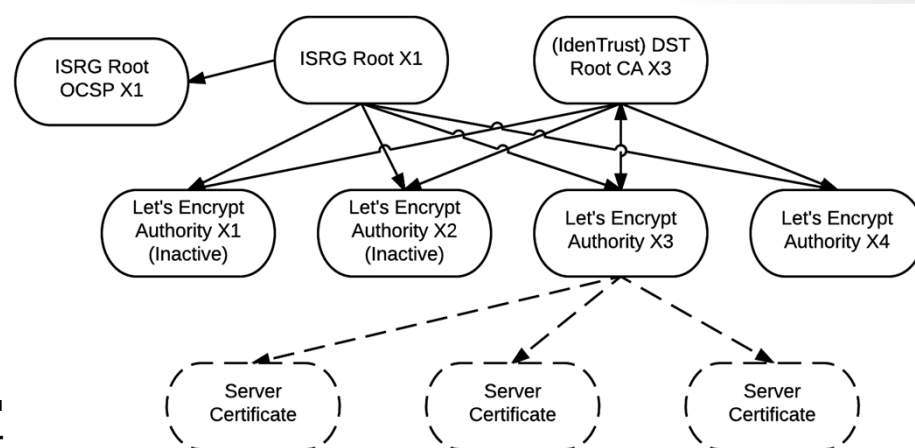 ISRG Root
OCSP X1
ISRG Root X1
(IdenTrust) DST
Root CA X3
Let's Encrypt
Authority X1
(Inactive)
Let's Encrypt
Authority X2
(Inactive)
Let's Encrypt
Authority X3
Let's Encrypt
Authority X4
Server
Certificate
Server
Certificate
Server
Certificate